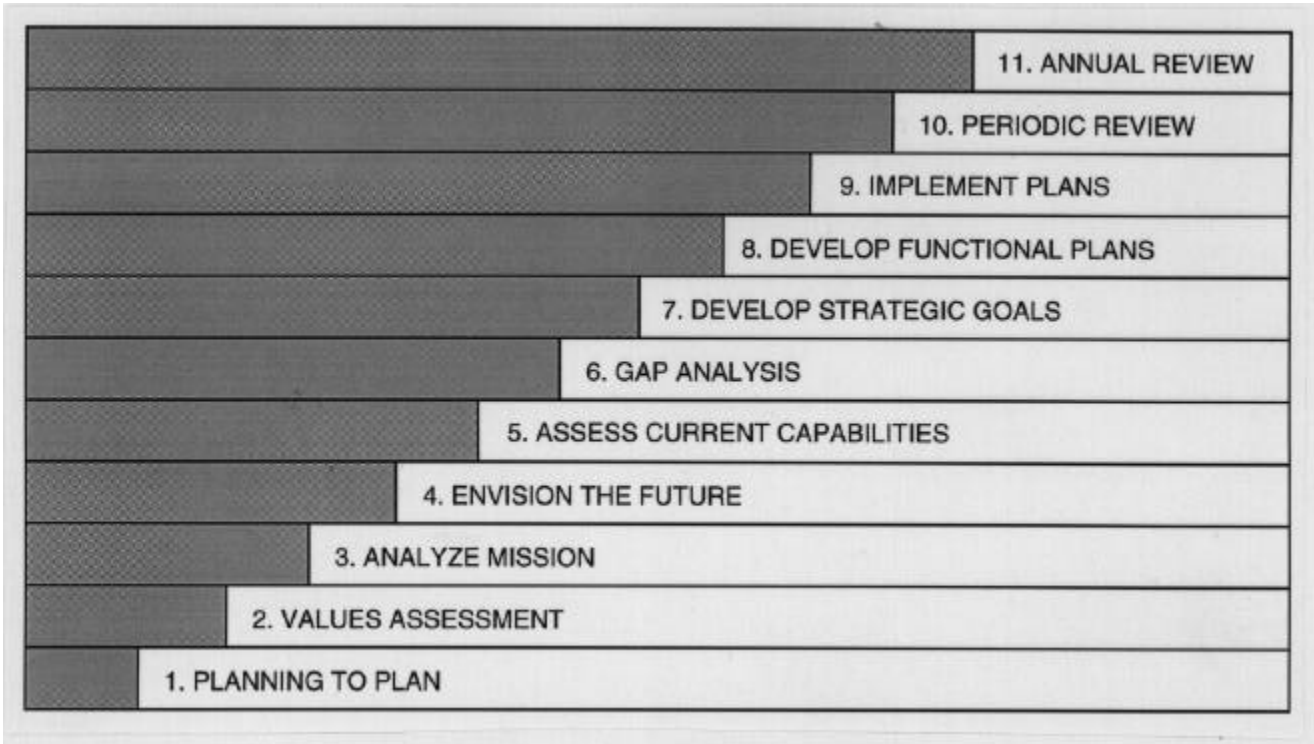 11. ANNUAL REVIEW
10. PERIODIC REVIEW
9. IMPLEMENT PLANS
8. DEVELOP FUNCTIONAL PLANS
7. DEVELOP STRATEGIC GOALS
6. GAP ANALYSIS
5. ASSESS CURRENT CAPABILITIES
4. ENVISION THE FUTURE
3. ANALYZE MISSION
2. VALUES ASSESSMENT
1. PLANNING TO PLAN